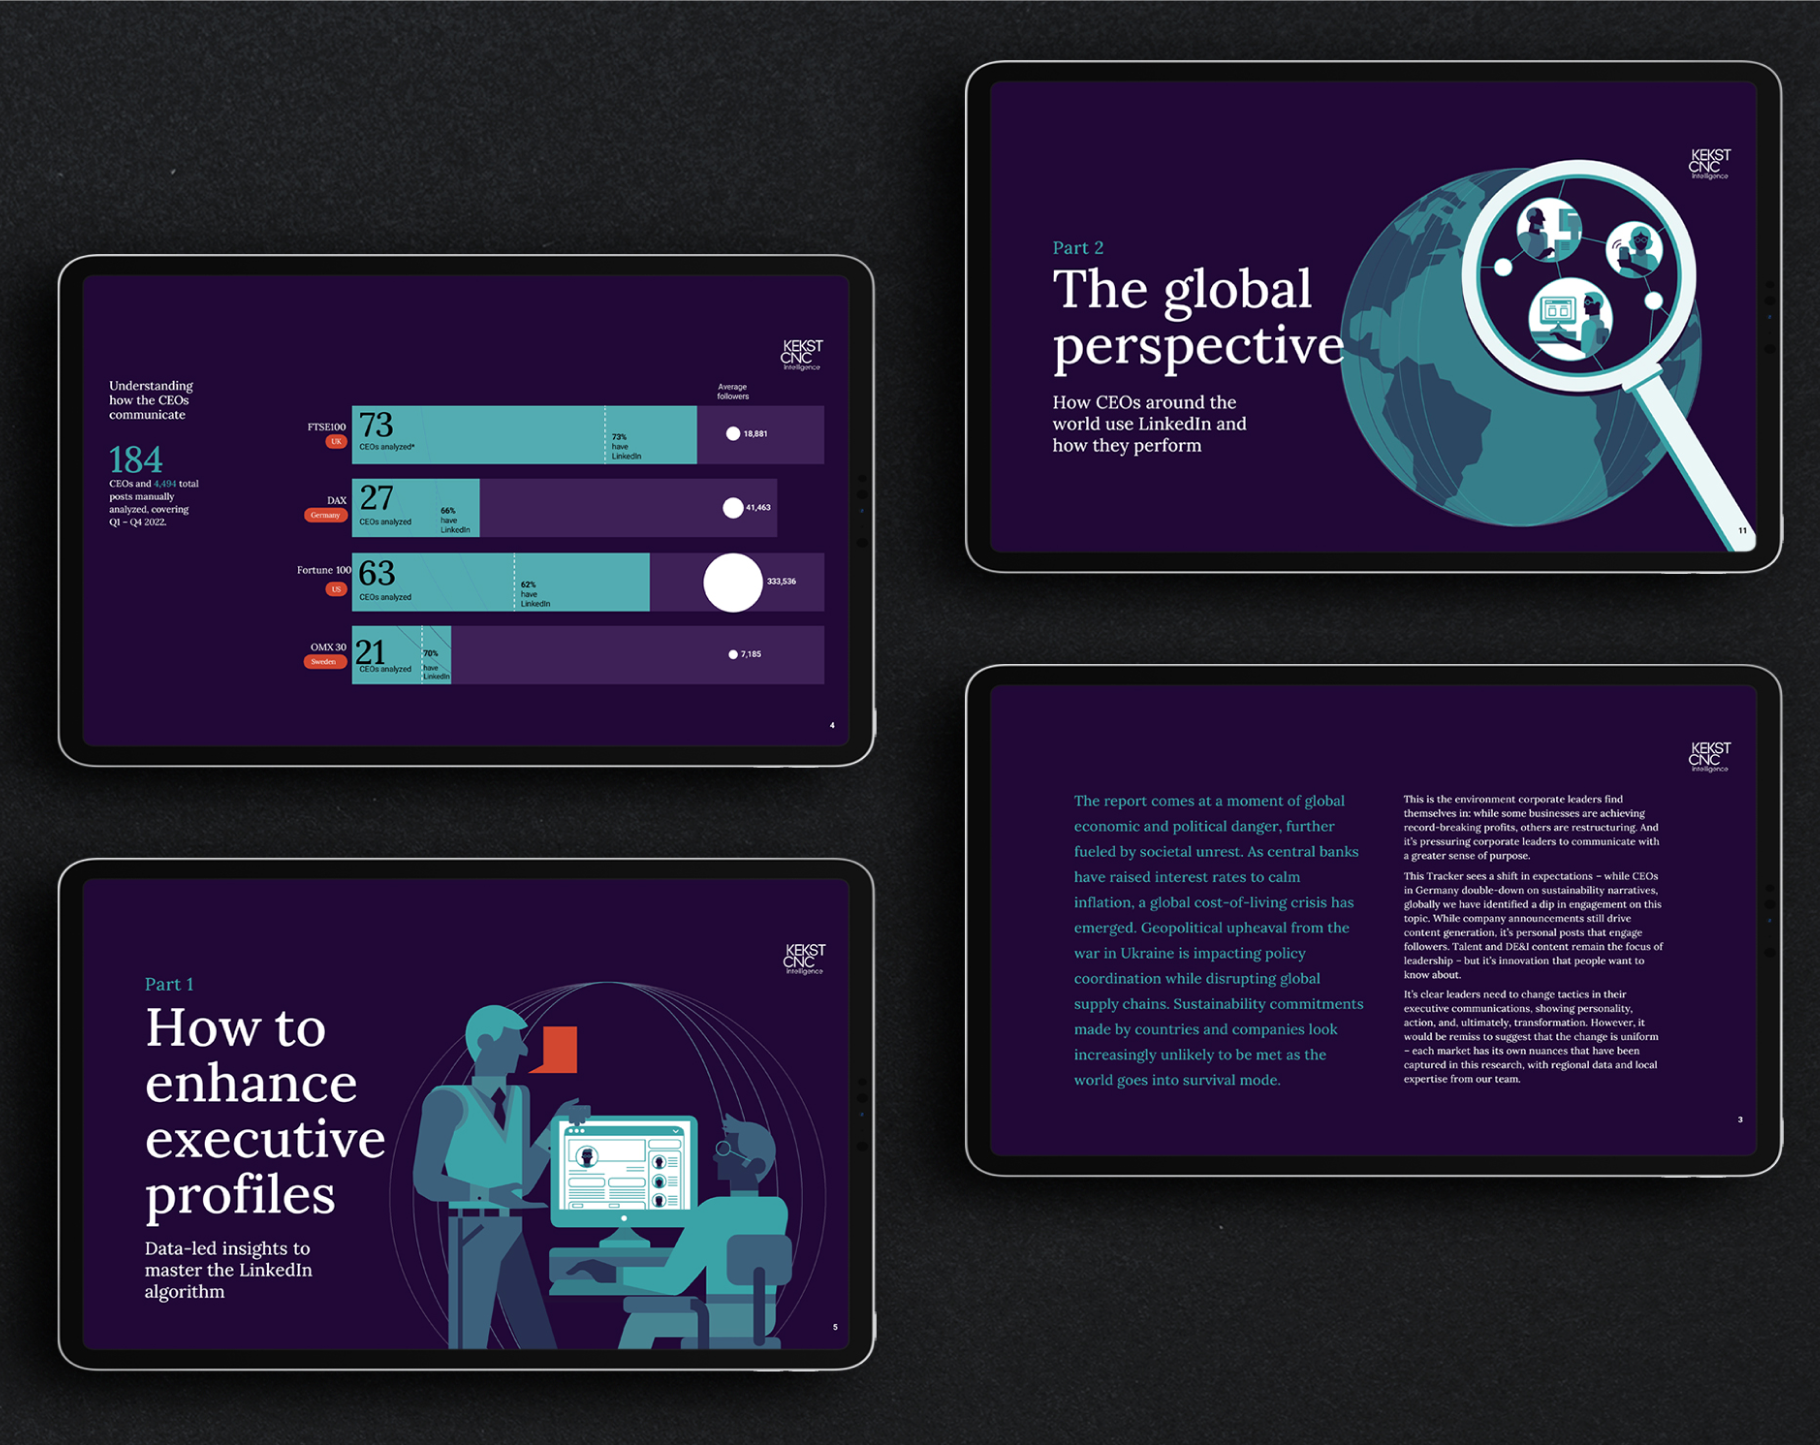 KEKST
CNC
Intelligence
Understanding
how the CEOs
communicate
184
CEOs and 4,494 total
posts manually
analyzed, covering
Q1 – Q4 2022.
Average
followers
FTSE100
UK
73
CEOs analyzed*
73%
have
LinkedIn
18,881
DAX
Germany
27
CEOs analyzed
66%
have
LinkedIn
41,463
Fortune 100
US
63
CEOs analyzed
62%
have
LinkedIn
333,536
OMX 30
Sweden
21
CEOs analyzed
70%
have
LinkedIn
7,185
4
KEKST
CNC
Intelligence
Part 2
The global
perspective
How CEOs around the
world use LinkedIn and
how they perform
11
KEKST
CNC
Intelligence
Part 1
How to
enhance
executive
profiles
Data-led insights to
master the LinkedIn
algorithm
5
KEKST
CNC
Intelligence
The report comes at a moment of global
economic and political danger, further
fueled by societal unrest. As central banks
have raised interest rates to calm
inflation, a global cost-of-living crisis has
emerged. Geopolitical upheaval from the
war in Ukraine is impacting policy
coordination while disrupting global
supply chains. Sustainability commitments
made by countries and companies look
increasingly unlikely to be met as the
world goes into survival mode.
This is the environment corporate leaders find
themselves in: while some businesses are achieving
record-breaking profits, others are restructuring. And
it's pressuring corporate leaders to communicate with
a greater sense of purpose.
This Tracker sees a shift in expectations – while CEOs
in Germany double-down on sustainability narratives,
globally we have identified a dip in engagement on this
topic. While company announcements still drive
content generation, it's personal posts that engage
followers. Talent and DE&I content remain the focus of
leadership – but it's innovation that people want to
know about.
It's clear leaders need to change tactics in their
executive communications, showing personality,
action, and, ultimately, transformation. However, it
would be remiss to suggest that the change is uniform
– each market has its own nuances that have been
captured in this research, with regional data and local
expertise from our team.
3